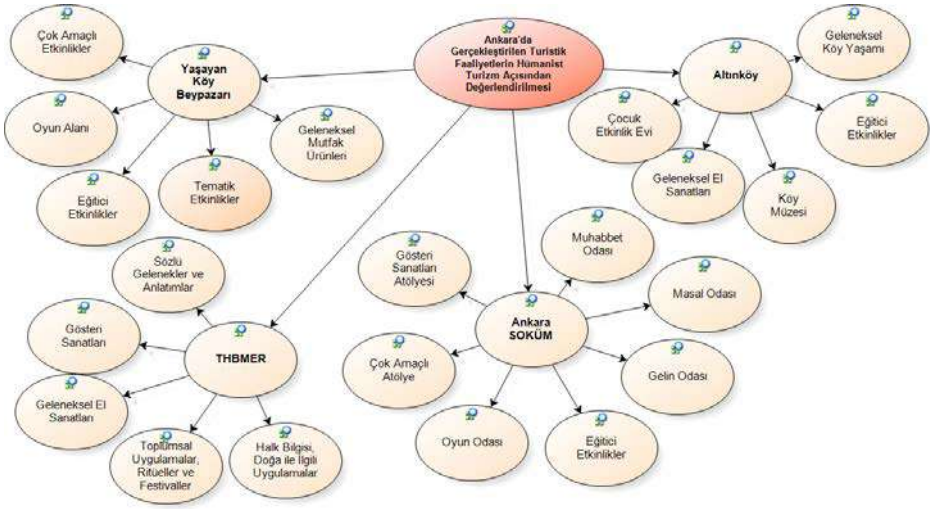 Ankara'da
Gerçekleştirilen Turistik
Faaliyetlerin Hümanist
Turizm Açısından
Değerlendirilmesi
Yaşayan
Köy
Beypazarı
Çok Amaçlı
Etkinlikler
Oyun Alanı
Eğitici
Etkinlikler
Tematik
Etkinlikler
Geleneksel
Mutfak
Ürünleri
Altınköy
Geleneksel
Köy Yaşamı
Çocuk
Etkinlik Evi
Eğitici
Etkinlikler
Geleneksel El
Sanatları
Köy
Müzesi
THBMER
Sözlü
Gelenekler ve
Anlatımlar
Gösteri
Sanatları
Geleneksel El
Sanatları
Toplumsal
Uygulamalar,
Ritüeller ve
Festivaller
Halk Bilgisi,
Doğa ile İlgili
Uygulamalar
Ankara
SOKÜM
Gösteri
Sanatları
Atölyesi
Muhabbet
Odası
Masal Odası
Çok Amaçlı
Atölye
Gelin Odası
Oyun Odası
Eğitici
Etkinlikler